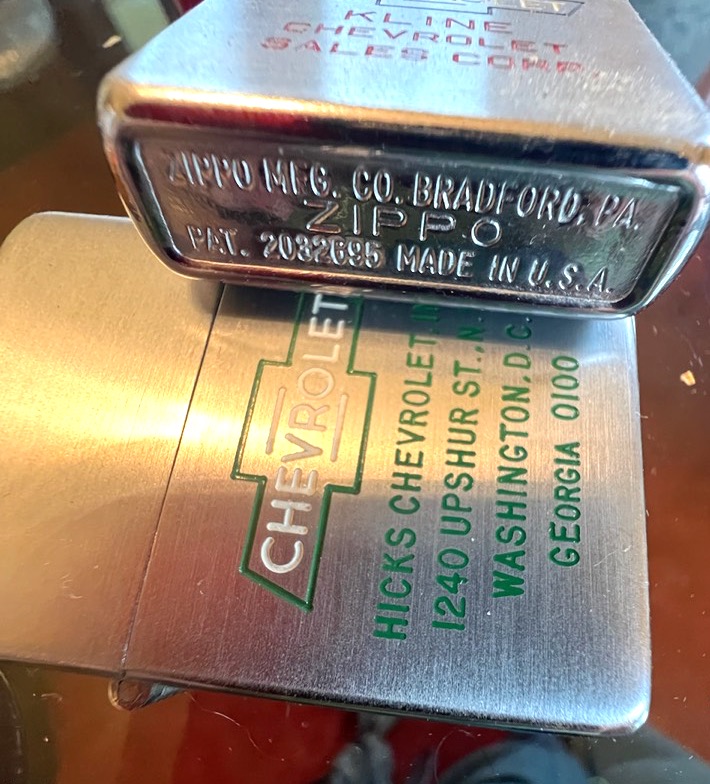 KLINE
CHEVROLET
SALES CORP.
ZIPPO MFG. CO. BRADFORD, PA.
ZIPPO
PAT. 2032695 MADE IN U.S.A.
CHEVROLET
HICKS CHEVROLET,
1240 UPSHUR ST., N.
WASHINGTON, D.C.
GEORGIA 0100